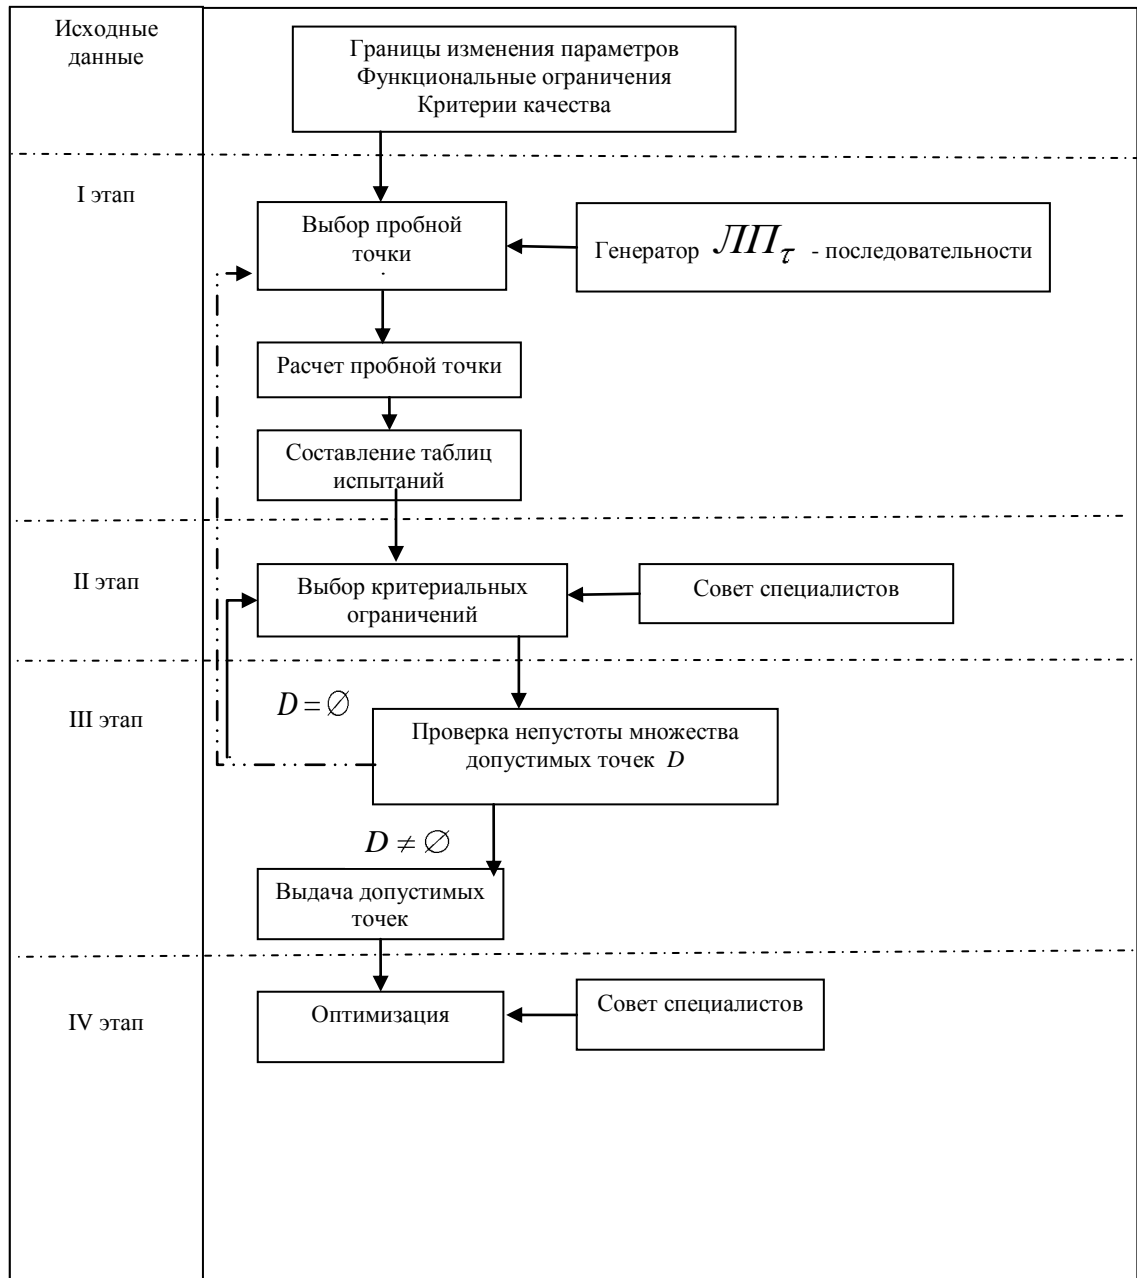 Исходные
данные
Границы изменения параметров
Функциональные ограничения
Критерии качества
I этап
Выбор пробной
точки
.
Генератор ЛП_τ - последовательности
Расчет пробной точки
Составление таблиц
испытаний
II этап
Выбор критериальных
ограничений
Совет специалистов
III этап
D = ∅
Проверка непустоты множества
допустимых точек D
D ≠ ∅
Выдача допустимых
точек
IV этап
Оптимизация
Совет специалистов